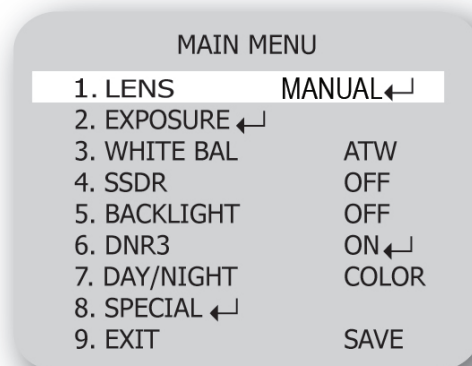 MAIN MENU
1. LENS MANUAL↵
2. EXPOSURE ↵
3. WHITE BAL ATW
4. SSDR OFF
5. BACKLIGHT OFF
6. DNR3 ON↵
7. DAY/NIGHT COLOR
8. SPECIAL ↵
9. EXIT SAVE